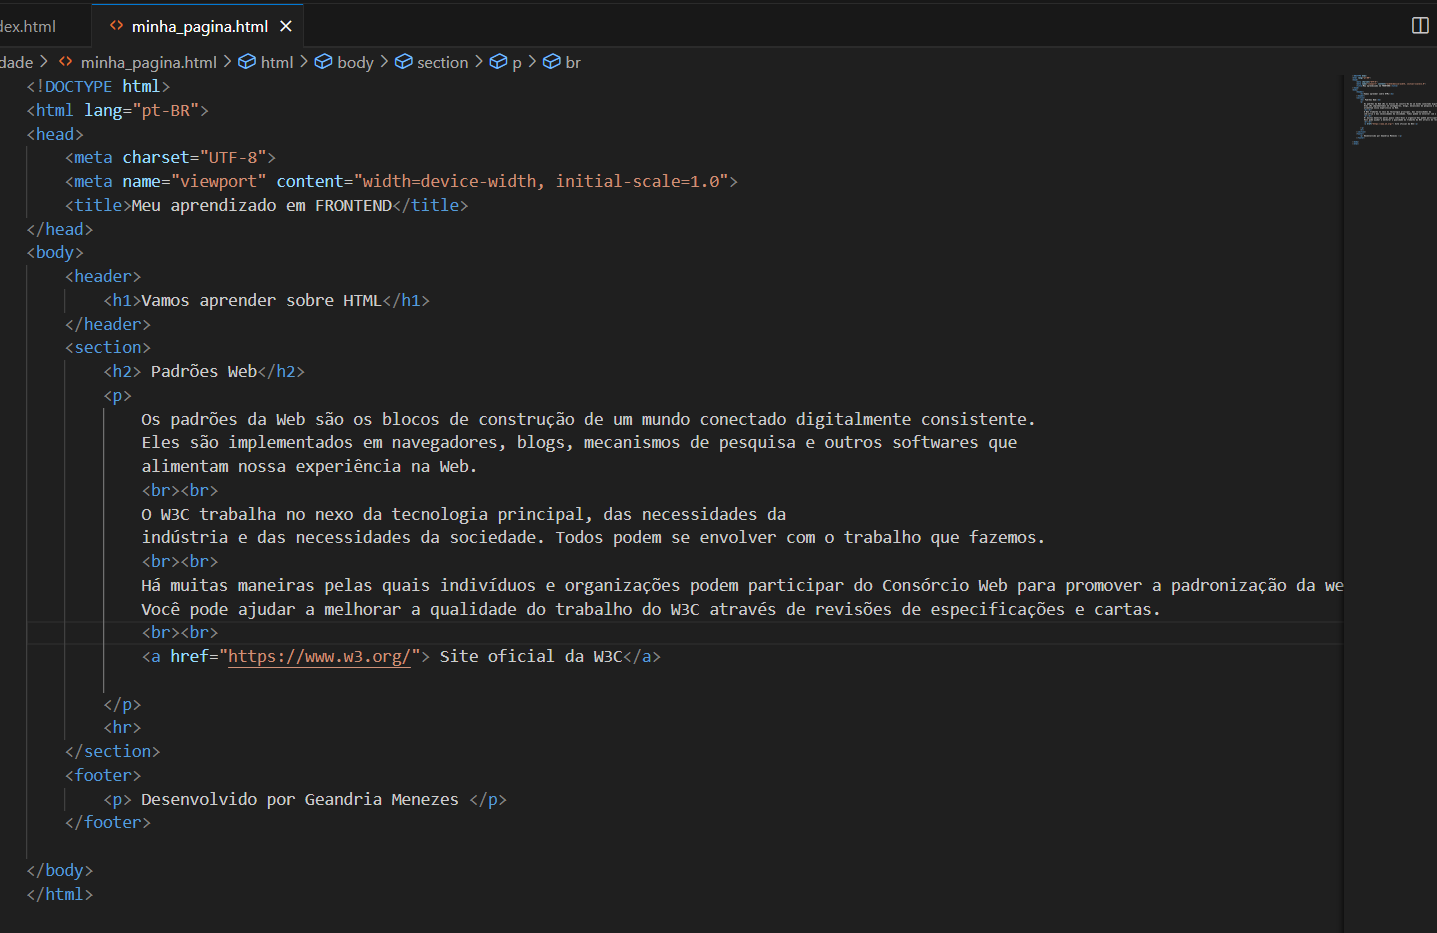 dex.html
minha_pagina.html
dade > minha_pagina.html > html > body > section > p > br
<!DOCTYPE html>
<html lang="pt-BR">
<head>
    <meta charset="UTF-8">
    <meta name="viewport" content="width=device-width, initial-scale=1.0">
    <title>Meu aprendizado em FRONTEND</title>
</head>
<body>
    <header>
        <h1>Vamos aprender sobre HTML</h1>
    </header>
    <section>
        <h2> Padrões Web</h2>
        <p>
            Os padrões da Web são os blocos de construção de um mundo conectado digitalmente consistente.
            Eles são implementados em navegadores, blogs, mecanismos de pesquisa e outros softwares que
            alimentam nossa experiência na Web.
            <br><br>
            O W3C trabalha no nexo da tecnologia principal, das necessidades da
            indústria e das necessidades da sociedade. Todos podem se envolver com o trabalho que fazemos.
            <br><br>
            Há muitas maneiras pelas quais indivíduos e organizações podem participar do Consórcio Web para promover a padronização da we
            Você pode ajudar a melhorar a qualidade do trabalho do W3C através de revisões de especificações e cartas.
            <br><br>
            <a href="https://www.w3.org/"> Site oficial da W3C</a>
        </p>
        <hr>
    </section>
    <footer>
        <p> Desenvolvido por Geandria Menezes </p>
    </footer>
</body>
</html>